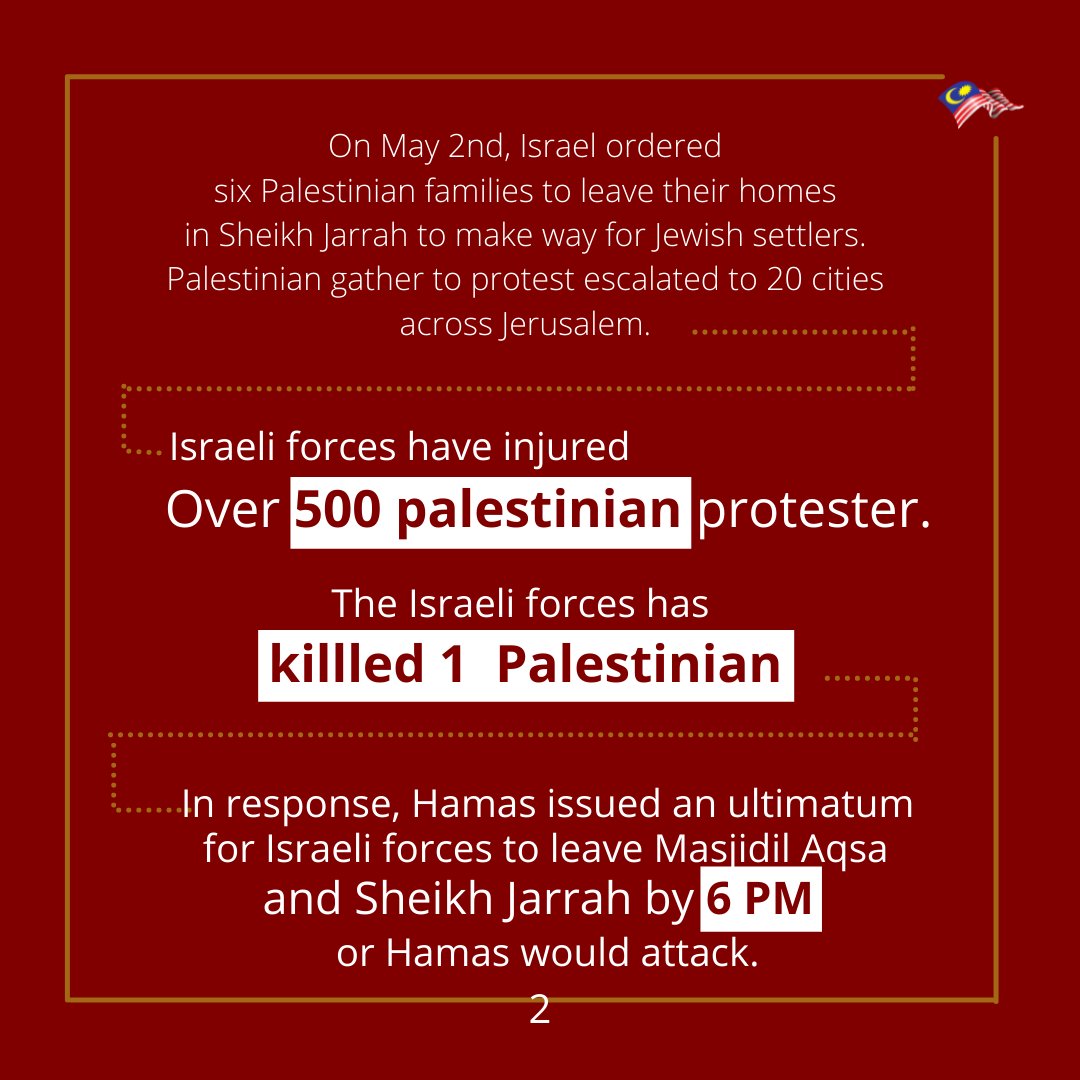 On May 2nd, Israel ordered
six Palestinian families to leave their homes
in Sheikh Jarrah to make way for Jewish settlers.
Palestinian gather to protest escalated to 20 cities
across Jerusalem.
Israeli forces have injured
Over 500 palestinian protester.
The Israeli forces has
killled 1 Palestinian
In response, Hamas issued an ultimatum
for Israeli forces to leave Masjidil Aqsa
and Sheikh Jarrah by 6 PM
or Hamas would attack.
2